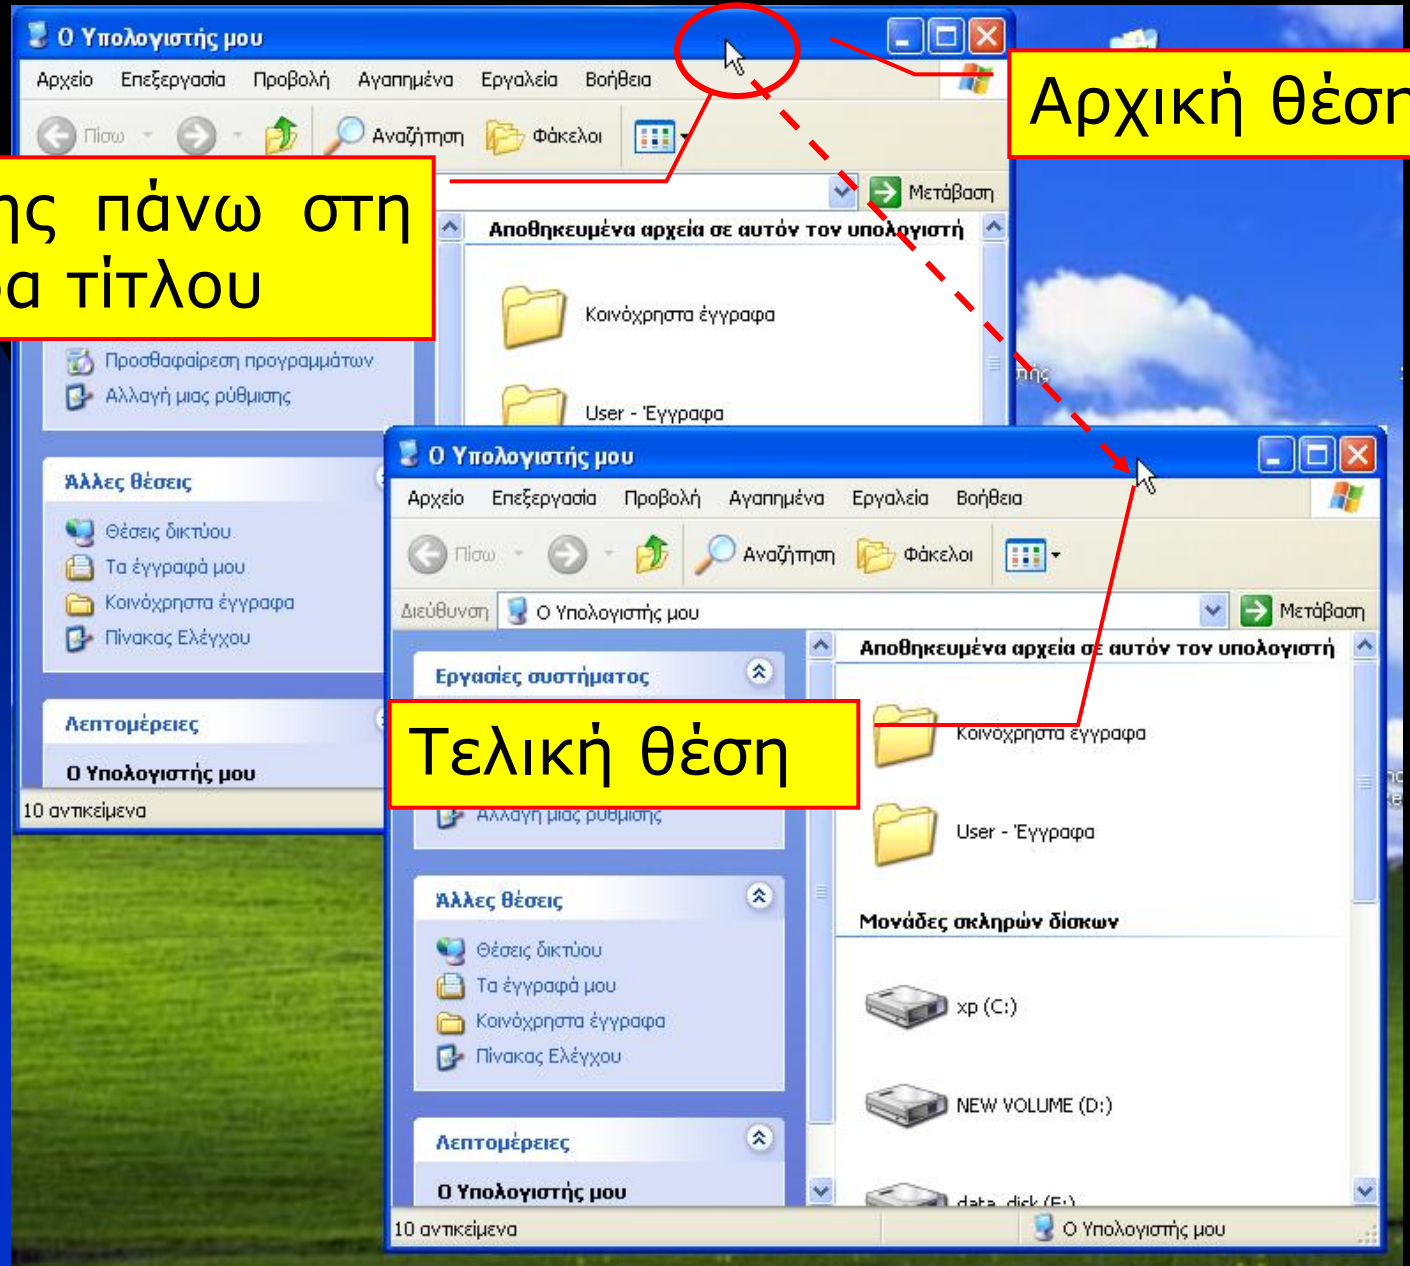 Ο Υπολογιστής μου
Αρχείο Επεξεργασία Προβολή Αγαπημένα Εργαλεία Βοήθεια
Αρχική θέση
Πίσω Αναζήτηση Φάκελοι
Μετάβαση
πάνω στη
τίτλου
Αποθηκευμένα αρχεία σε αυτόν τον υπολογιστή
Κοινόχρηστα έγγραφα
Προσθαφαίρεση προγραμμάτων
Αλλαγή μιας ρύθμισης
User - Έγγραφα
Άλλες θέσεις
Θέσεις δικτύου
Τα έγγραφά μου
Κοινόχρηστα έγγραφα
Πίνακας Ελέγχου
Λεπτομέρειες
Ο Υπολογιστής μου
10 αντικείμενα
Ο Υπολογιστής μου
Αρχείο Επεξεργασία Προβολή Αγαπημένα Εργαλεία Βοήθεια
Πίσω Αναζήτηση Φάκελοι
Διεύθυνση Ο Υπολογιστής μου Μετάβαση
Εργασίες συστήματος
Τελική θέση
Αλλαγή μιας ρύθμισης
Άλλες θέσεις
Θέσεις δικτύου
Τα έγγραφά μου
Κοινόχρηστα έγγραφα
Πίνακας Ελέγχου
Λεπτομέρειες
Ο Υπολογιστής μου
Αποθηκευμένα αρχεία σε αυτόν τον υπολογιστή
Κοινόχρηστα έγγραφα
User - Έγγραφα
Μονάδες σκληρών δίσκων
xp (C:)
NEW VOLUME (D:)
data_disk (E:)
10 αντικείμενα Ο Υπολογιστής μου